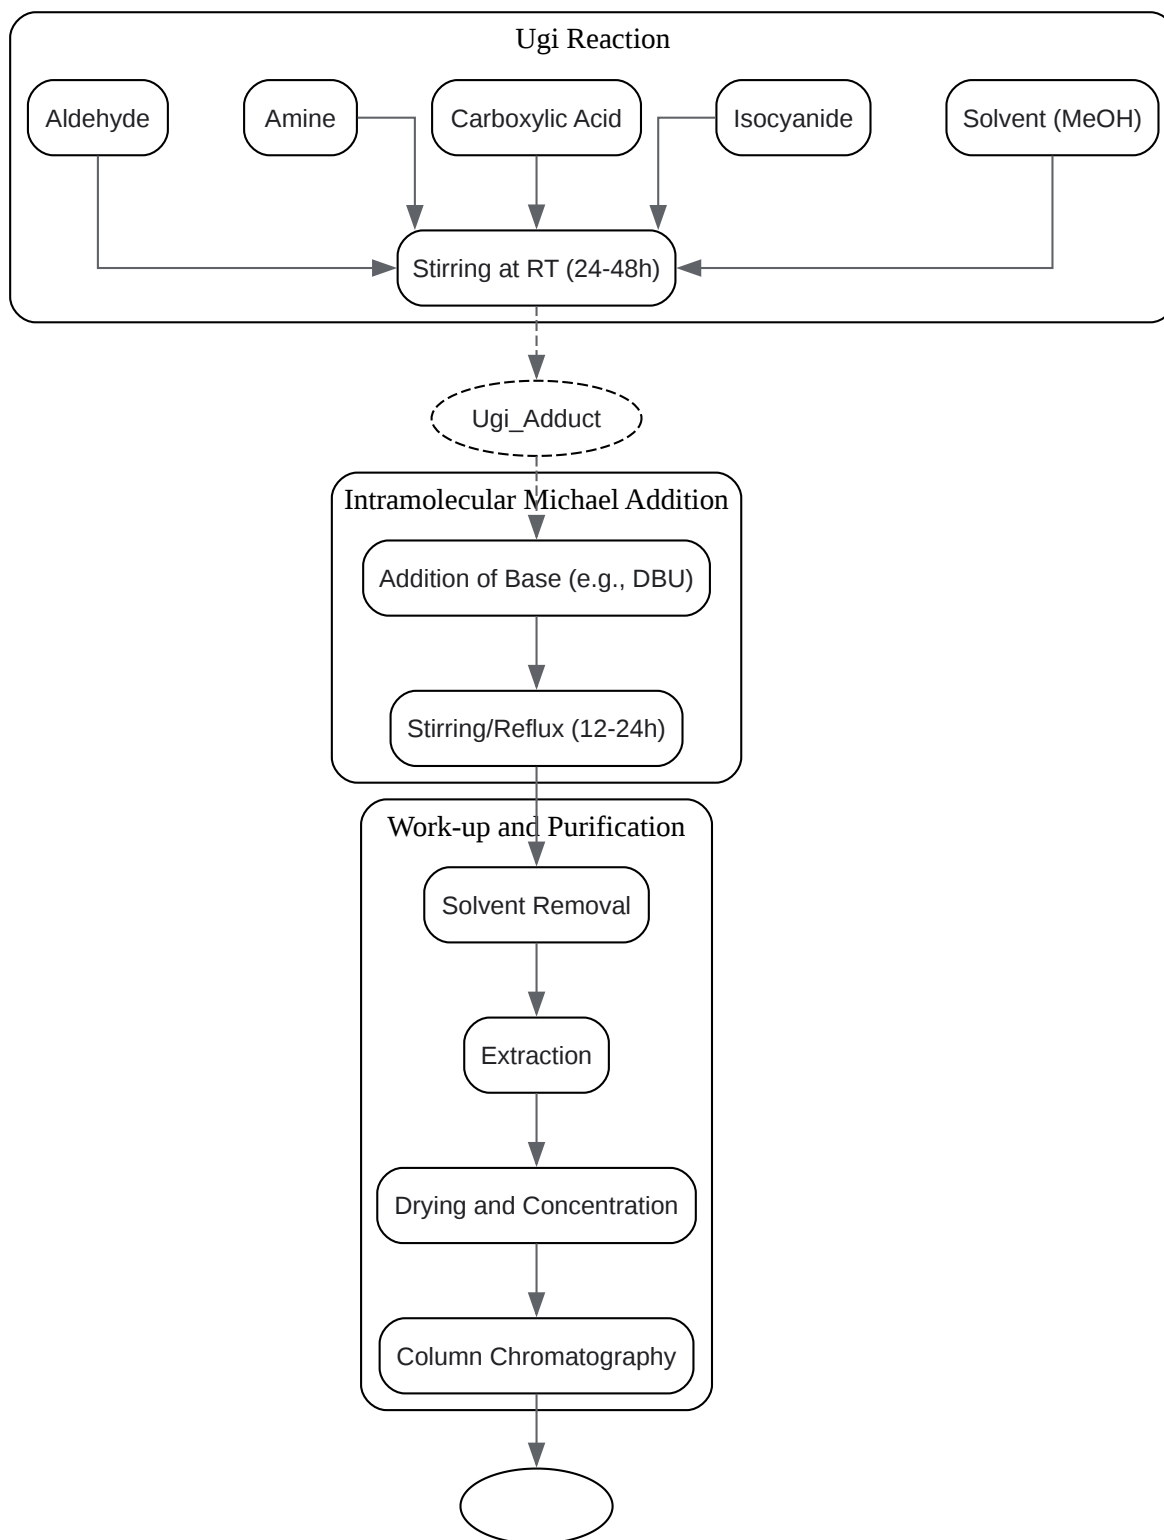 Ugi Reaction
Aldehyde
Amine
Carboxylic Acid
Isocyanide
Solvent (MeOH)
Stirring at RT (24-48h)
Ugi_Adduct
Intramolecular Michael Addition
Addition of Base (e.g., DBU)
Stirring/Reflux (12-24h)
Work-up and Purification
Solvent Removal
Extraction
Drying and Concentration
Column Chromatography